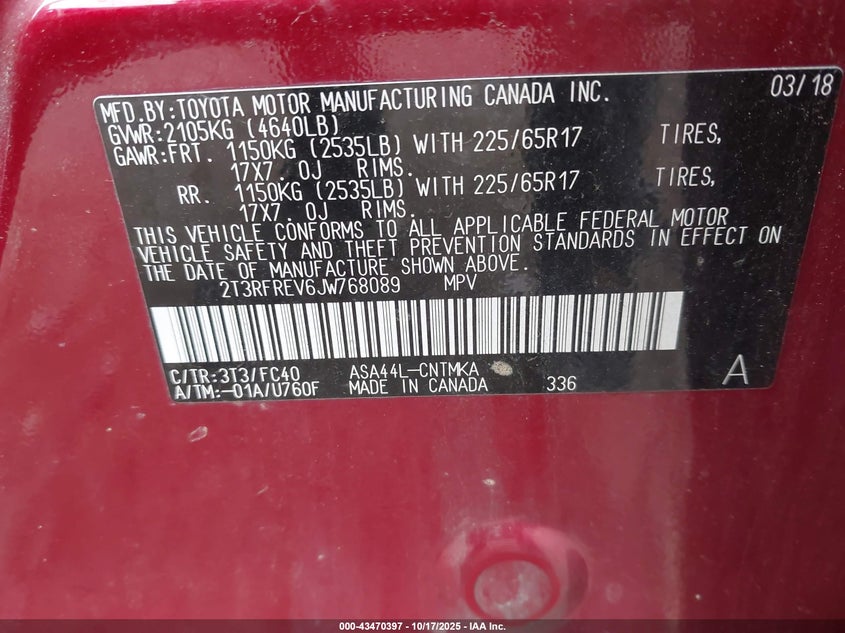 MFD.BY:TOYOTA MOTOR MANUFACTURING CANADA INC. 03/18
GVWR:2105KG (4640LB)
GAWR:FRT. 1150KG (2535LB) WITH 225/65R17 TIRES,
17X7.0J RIMS.
RR. 1150KG (2535LB) WITH 225/65R17 TIRES,
17X7.0J RIMS.
THIS VEHICLE CONFORMS TO ALL APPLICABLE FEDERAL MOTOR
VEHICLE SAFETY AND THEFT PREVENTION STANDARDS IN EFFECT ON
THE DATE OF MANUFACTURE SHOWN ABOVE.
2T3RFREV6JW768089 MPV
C/TR:3T3/FC40 ASA44L-CNTMKA
A/TM:-01A/U760F MADE IN CANADA 336 A
000-43470397 - 10/17/2025 - IAA Inc.